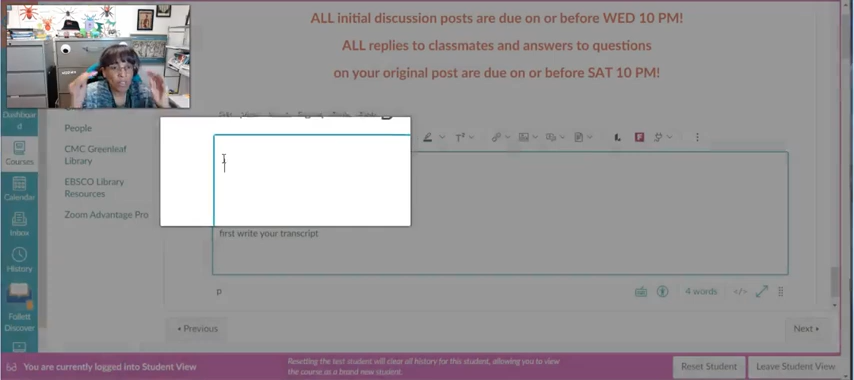 ALL initial discussion posts are due on or before WED 10 PM!
ALL replies to classmates and answers to questions
on your original post are due on or before SAT 10 PM!
Dashboar
d
Courses
Calendar
Inbox
History
Follett
Discover
People
CMC Greenleaf
Library
EBSCO Library
Resources
Zoom Advantage Pro
first write your transcript
p
4 words
</>
◂ Previous
Next ▸
You are currently logged into Student View
Resetting the test student will clear all history for this student, allowing you to view
the course as a brand new student.
Reset Student
Leave Student View